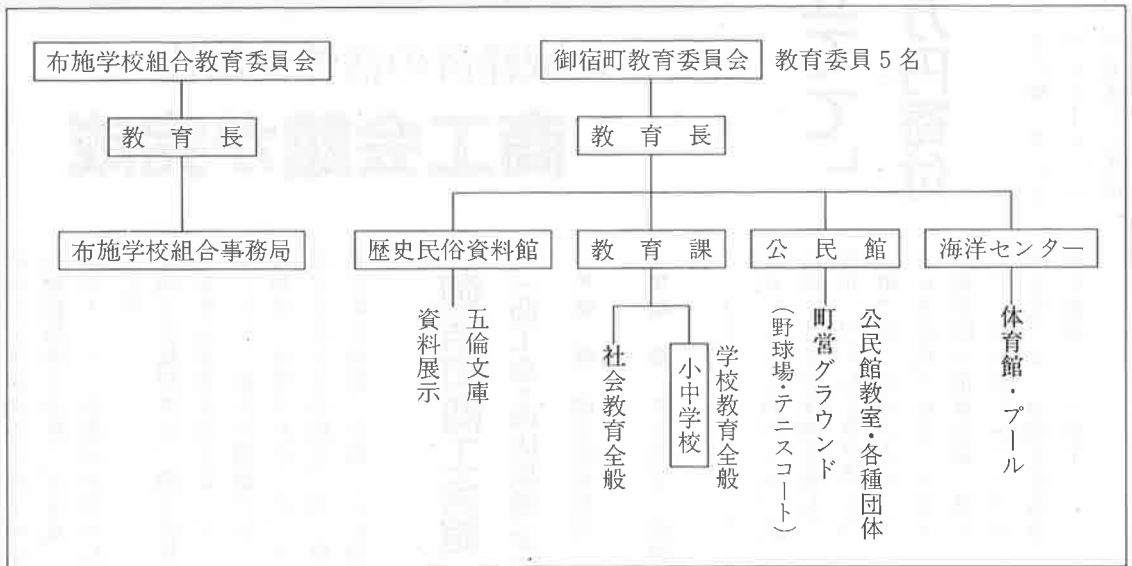 布施学校組合教育委員会
教育長
布施学校組合事務局
御宿町教育委員会 教育委員5名
教育長
歴史民俗資料館
五倫文庫
資料展示
教育課
学校教育全般
小中学校
社会教育全般
公民館
公民館教室・各種団体
町営グラウンド
(野球場・テニスコート)
海洋センター
体育館・プール